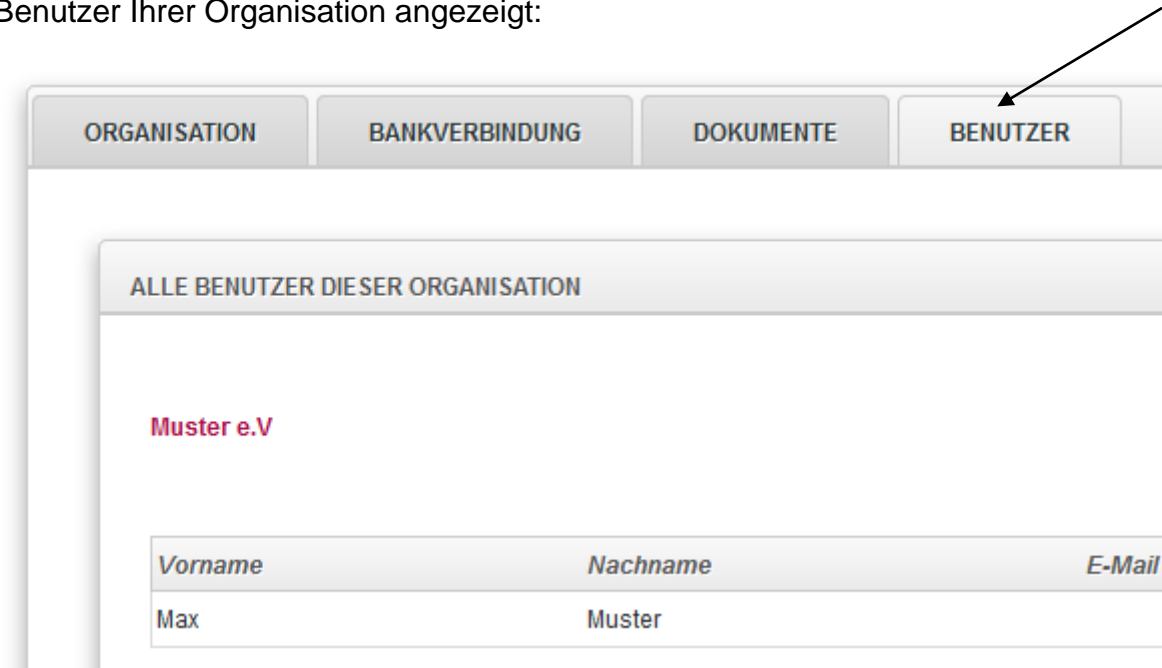 Benutzer Ihrer Organisation angezeigt:
ORGANISATION BANKVERBINDUNG DOKUMENTE BENUTZER
ALLE BENUTZER DIESER ORGANISATION
Muster e.V
Vorname Nachname E-Mail
Max Muster